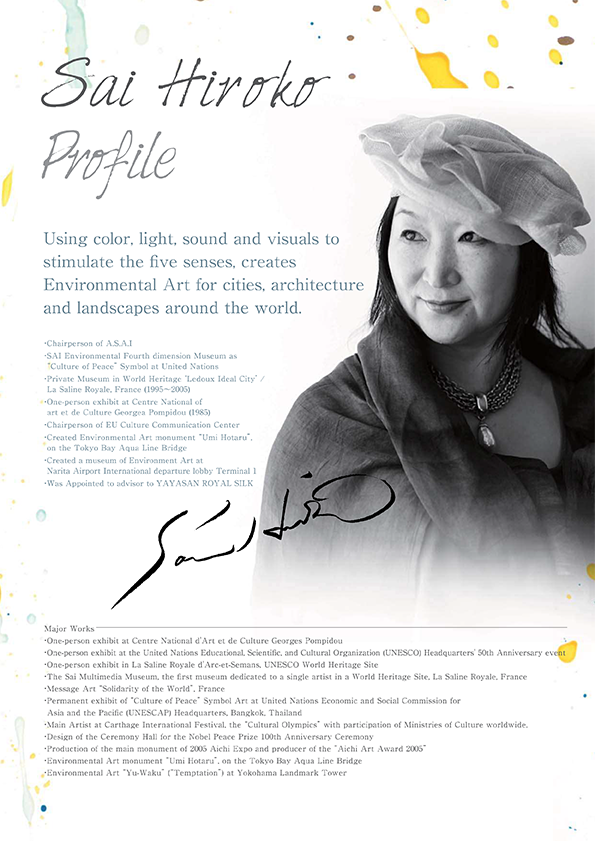 Sai Hiroko
Profile
Using color, light, sound and visuals to
stimulate the five senses, creates
Environmental Art for cities, architecture
and landscapes around the world.
・Chairperson of A.S.A.I
・SAI Environmental Fourth dimension Museum as
"Culture of Peace" Symbol at United Nations
・Private Museum in World Heritage 'Ledoux Ideal City' /
La Saline Royale, France (1995～2005)
・One-person exhibit at Centre National of
art et de Culture Georgea Pompidou (1985)
・Chairperson of EU Culture Communication Center
・Created Environmental Art monument "Umi Hotaru",
on the Tokyo Bay Aqua Line Bridge
・Created a museum of Environment Art at
Narita Airport International departure lobby Terminal 1
・Was Appointed to advisor to YAYASAN ROYAL SILK
Major Works
・One-person exhibit at Centre National d'Art et de Culture Georges Pompidou
・One-person exhibit at the United Nations Educational, Scientific, and Cultural Organization (UNESCO) Headquarters' 50th Anniversary event
・One-person exhibit in La Saline Royale d'Arc-et-Semans, UNESCO World Heritage Site
・The Sai Multimedia Museum, the first museum dedicated to a single artist in a World Heritage Site, La Saline Royale, France
・Message Art "Solidarity of the World", France
・Permanent exhibit of "Culture of Peace" Symbol Art at United Nations Economic and Social Commission for
Asia and the Pacific (UNESCAP) Headquarters, Bangkok, Thailand
・Main Artist at Carthage International Festival, the "Cultural Olympics" with participation of Ministries of Culture worldwide.
・Design of the Ceremony Hall for the Nobel Peace Prize 100th Anniversary Ceremony
・Production of the main monument of 2005 Aichi Expo and producer of the "Aichi Art Award 2005"
・Environmental Art monument "Umi Hotaru", on the Tokyo Bay Aqua Line Bridge
・Environmental Art "Yu-Waku" ("Temptation") at Yokohama Landmark Tower